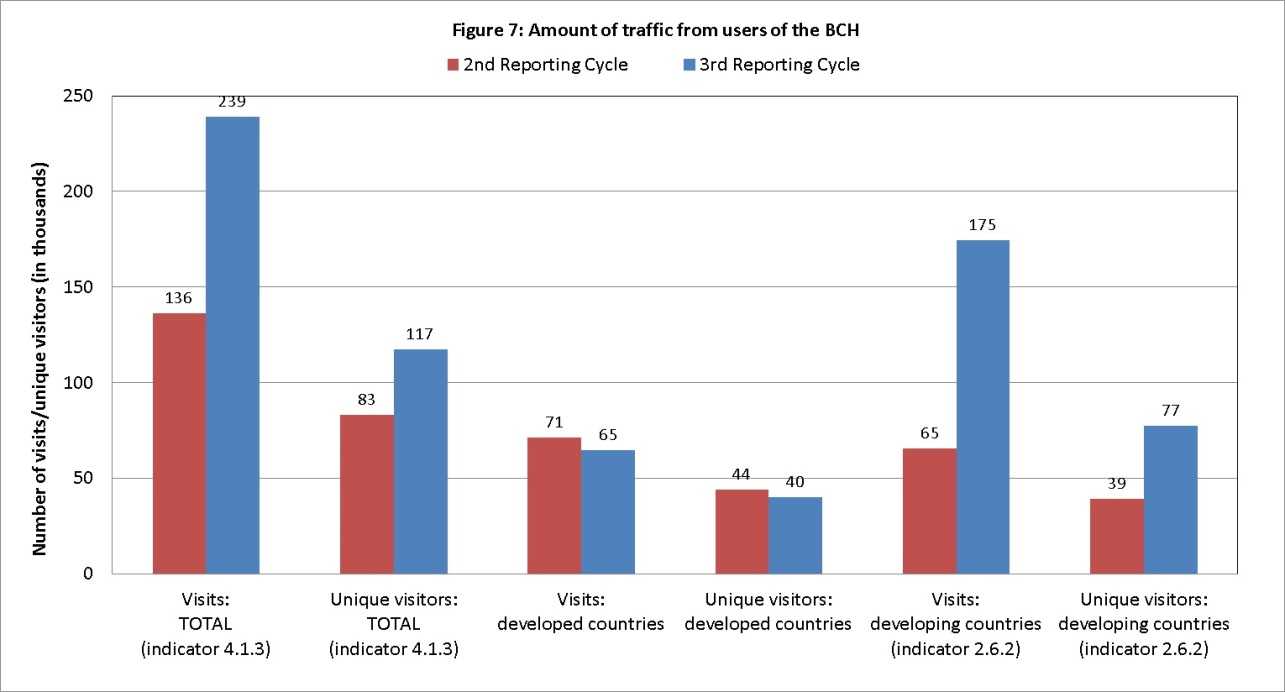 Figure 7: Amount of traffic from users of the BCH
2nd Reporting Cycle 3rd Reporting Cycle
Number of visits/unique visitors (in thousands)
250
200
150
100
50
0
239
136
117
83
71
65
44
40
175
65
77
39
Visits:
TOTAL
(indicator 4.1.3)
Unique visitors:
TOTAL
(indicator 4.1.3)
Visits:
developed countries
Unique visitors:
developed countries
Visits:
developing countries
(indicator 2.6.2)
Unique visitors:
developing countries
(indicator 2.6.2)